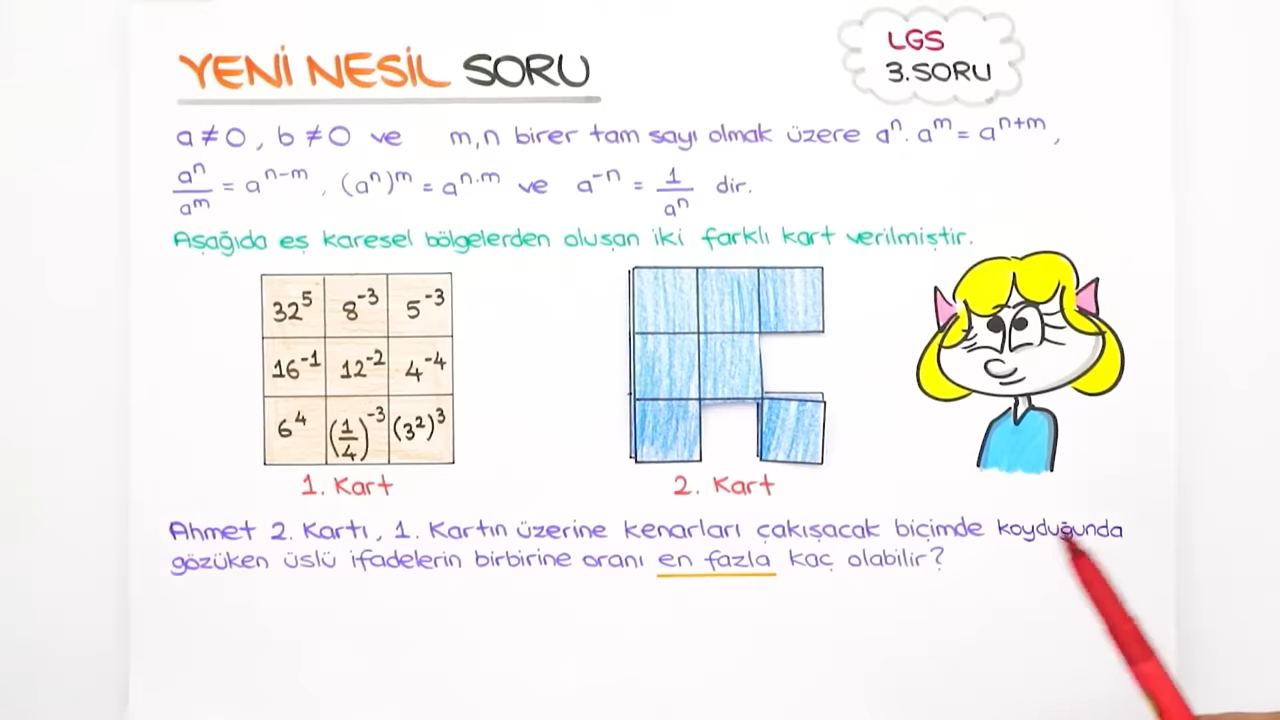 YENİ NESİL SORU
LGS
3.SORU
a ≠ 0 , b ≠ 0 ve m,n birer tam sayı olmak üzere aⁿ . aᵐ = aⁿ⁺ᵐ ,
aⁿ/aᵐ = aⁿ⁻ᵐ , (aⁿ)ᵐ = aⁿ·ᵐ ve a⁻ⁿ = 1/aⁿ dir.
Aşağıda eş karesel bölgelerden oluşan iki farklı kart verilmiştir.
32⁵ 8⁻³ 5⁻³
16⁻¹ 12⁻² 4⁻⁴
6⁴ (1/4)⁻³ (3²)³
1. Kart
2. Kart
Ahmet 2. Kartı, 1. Kartın üzerine kenarları çakışacak biçimde koyduğunda
gözüken üslü ifadelerin birbirine oranı en fazla kaç olabilir?